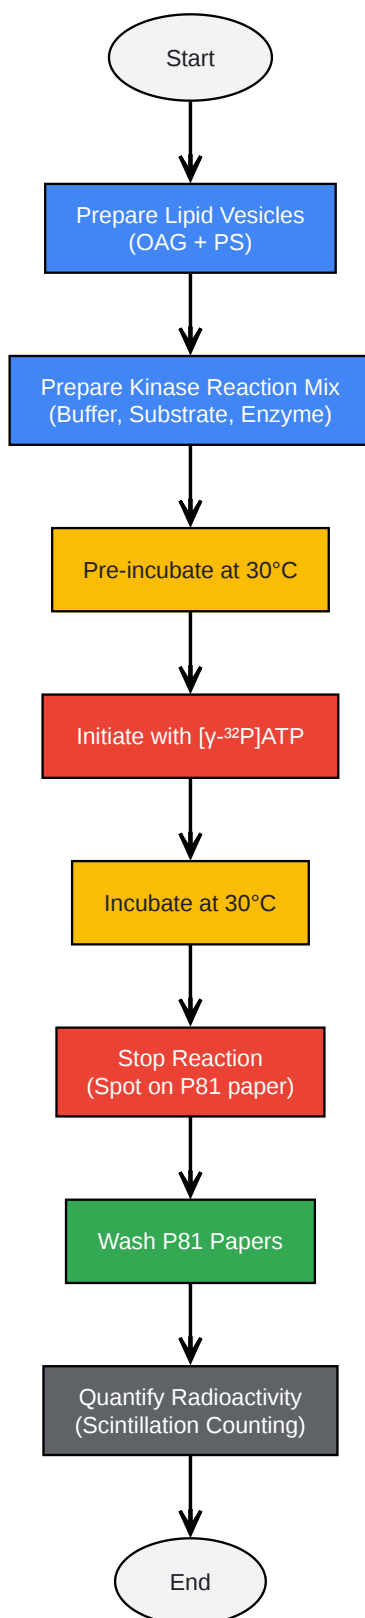 Start
Prepare Lipid Vesicles
(OAG + PS)
Prepare Kinase Reaction Mix
(Buffer, Substrate, Enzyme)
Pre-incubate at 30°C
Initiate with [γ-³²P]ATP
Incubate at 30°C
Stop Reaction
(Spot on P81 paper)
Wash P81 Papers
Quantify Radioactivity
(Scintillation Counting)
End